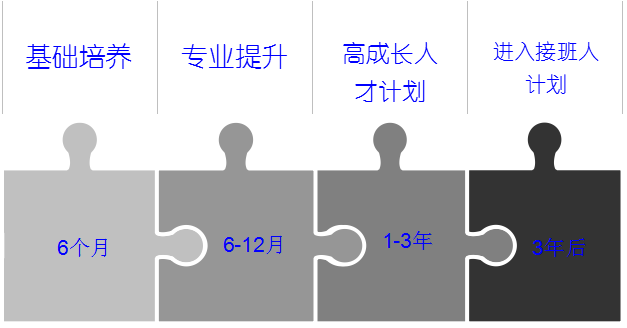 基础培养
专业提升
高成长人
才计划
进入接班人
计划
6个月
6-12月
1-3年
3年后